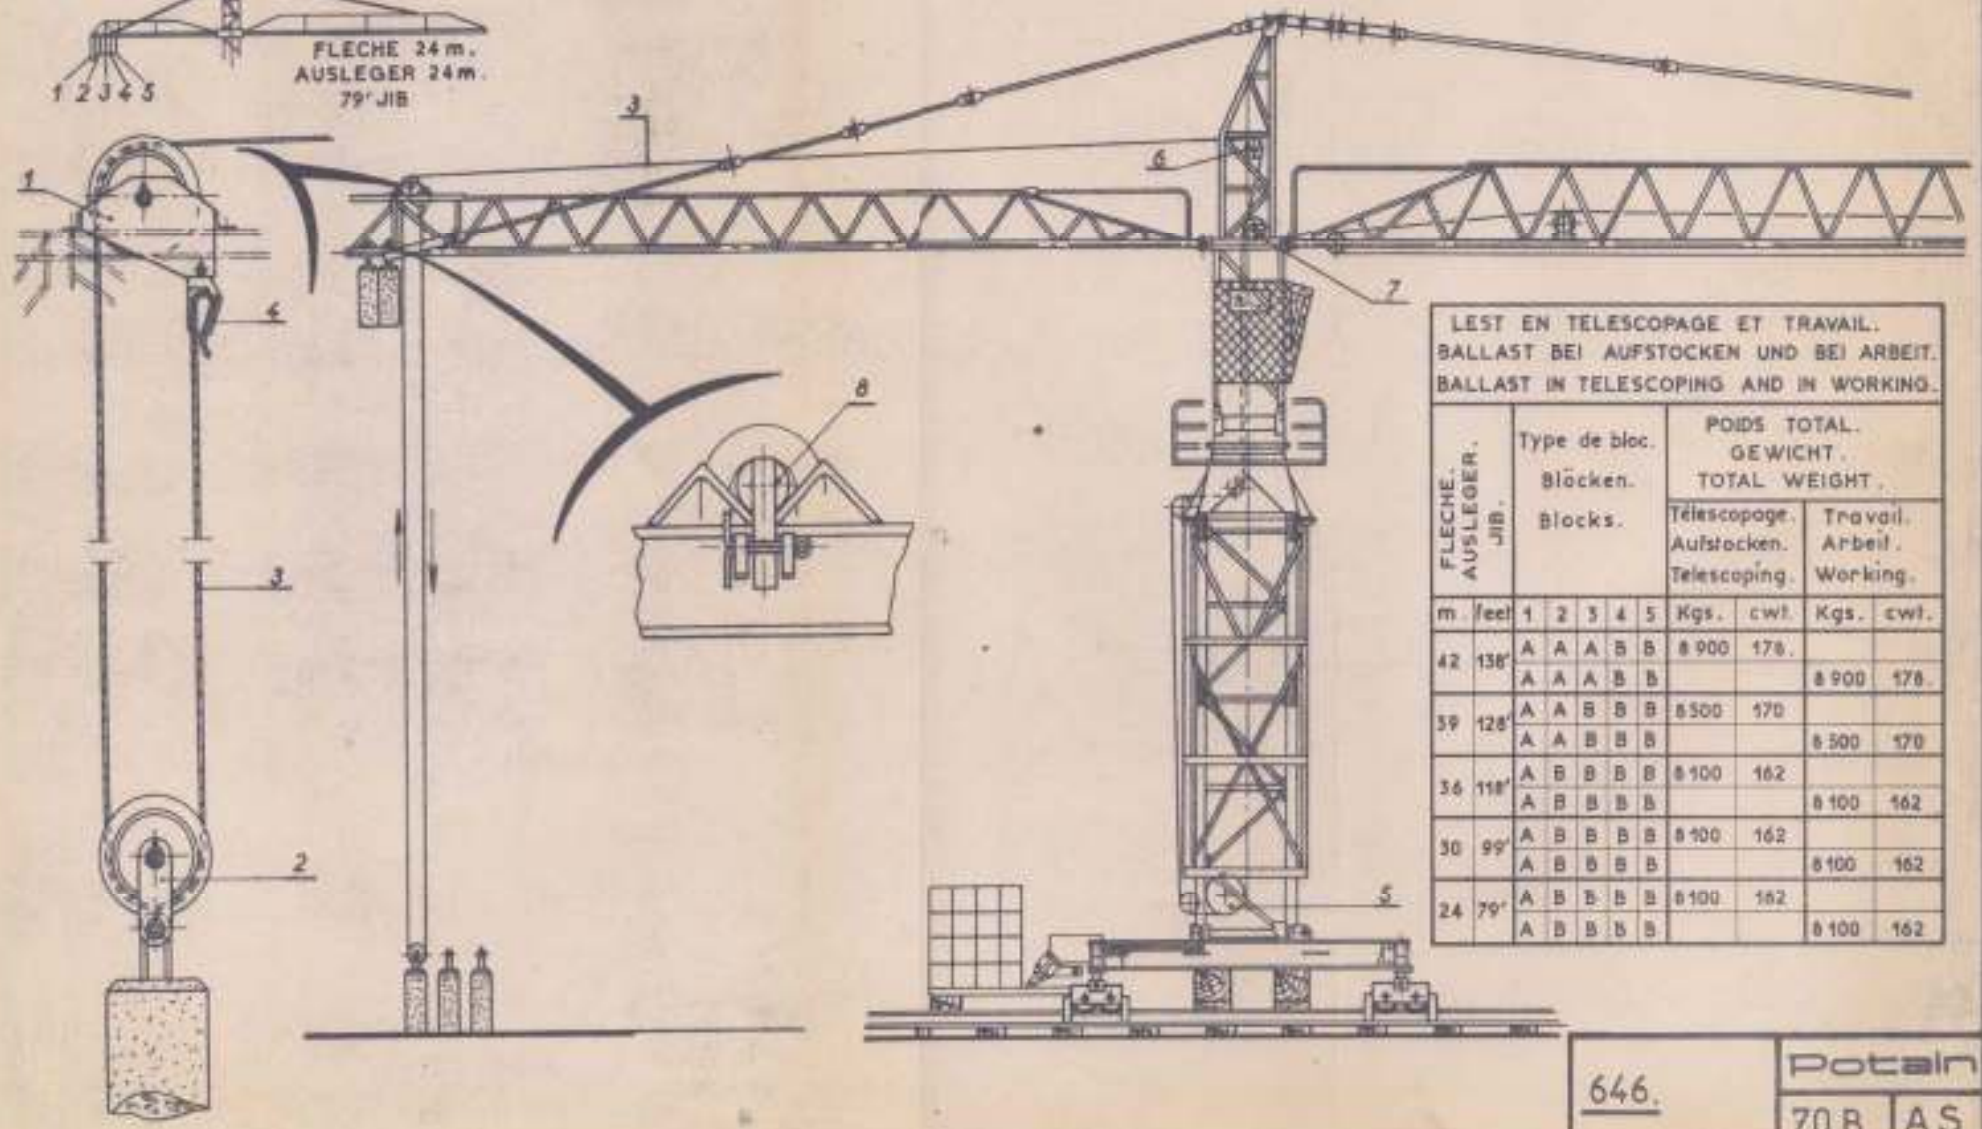 FLECHE 24 m.
AUSLEGER 24 m.
79' JIB
1 2 3 4 5
3
1
6
4
7
8
3
2
5
LEST EN TELESCOPAGE ET TRAVAIL.
BALLAST BEI AUFSTOCKEN UND BEI ARBEIT.
BALLAST IN TELESCOPING AND IN WORKING.
FLECHE.
AUSLEGER.
JIB.
Type de bloc.
Blöcken.
Blocks.
POIDS TOTAL.
GEWICHT.
TOTAL WEIGHT.
Télescopage.
Aufstocken.
Telescoping.
Travail.
Arbeit.
Working.
m. feet 1 2 3 4 5 Kgs. cwt. Kgs. cwt.
42 138'
A A A B B 8 900 178.
A A A B B 8 900 178.
39 128'
A A B B B 8 500 170
A A B B B 8 500 170
36 118'
A B B B B 8 100 162
A B B B B 8 100 162
30 99'
A B B B B 8 100 162
A B B B B 8 100 162
24 79'
A B B B B 8 100 162
A B B B B 8 100 162
646.
Potain
70 B A S